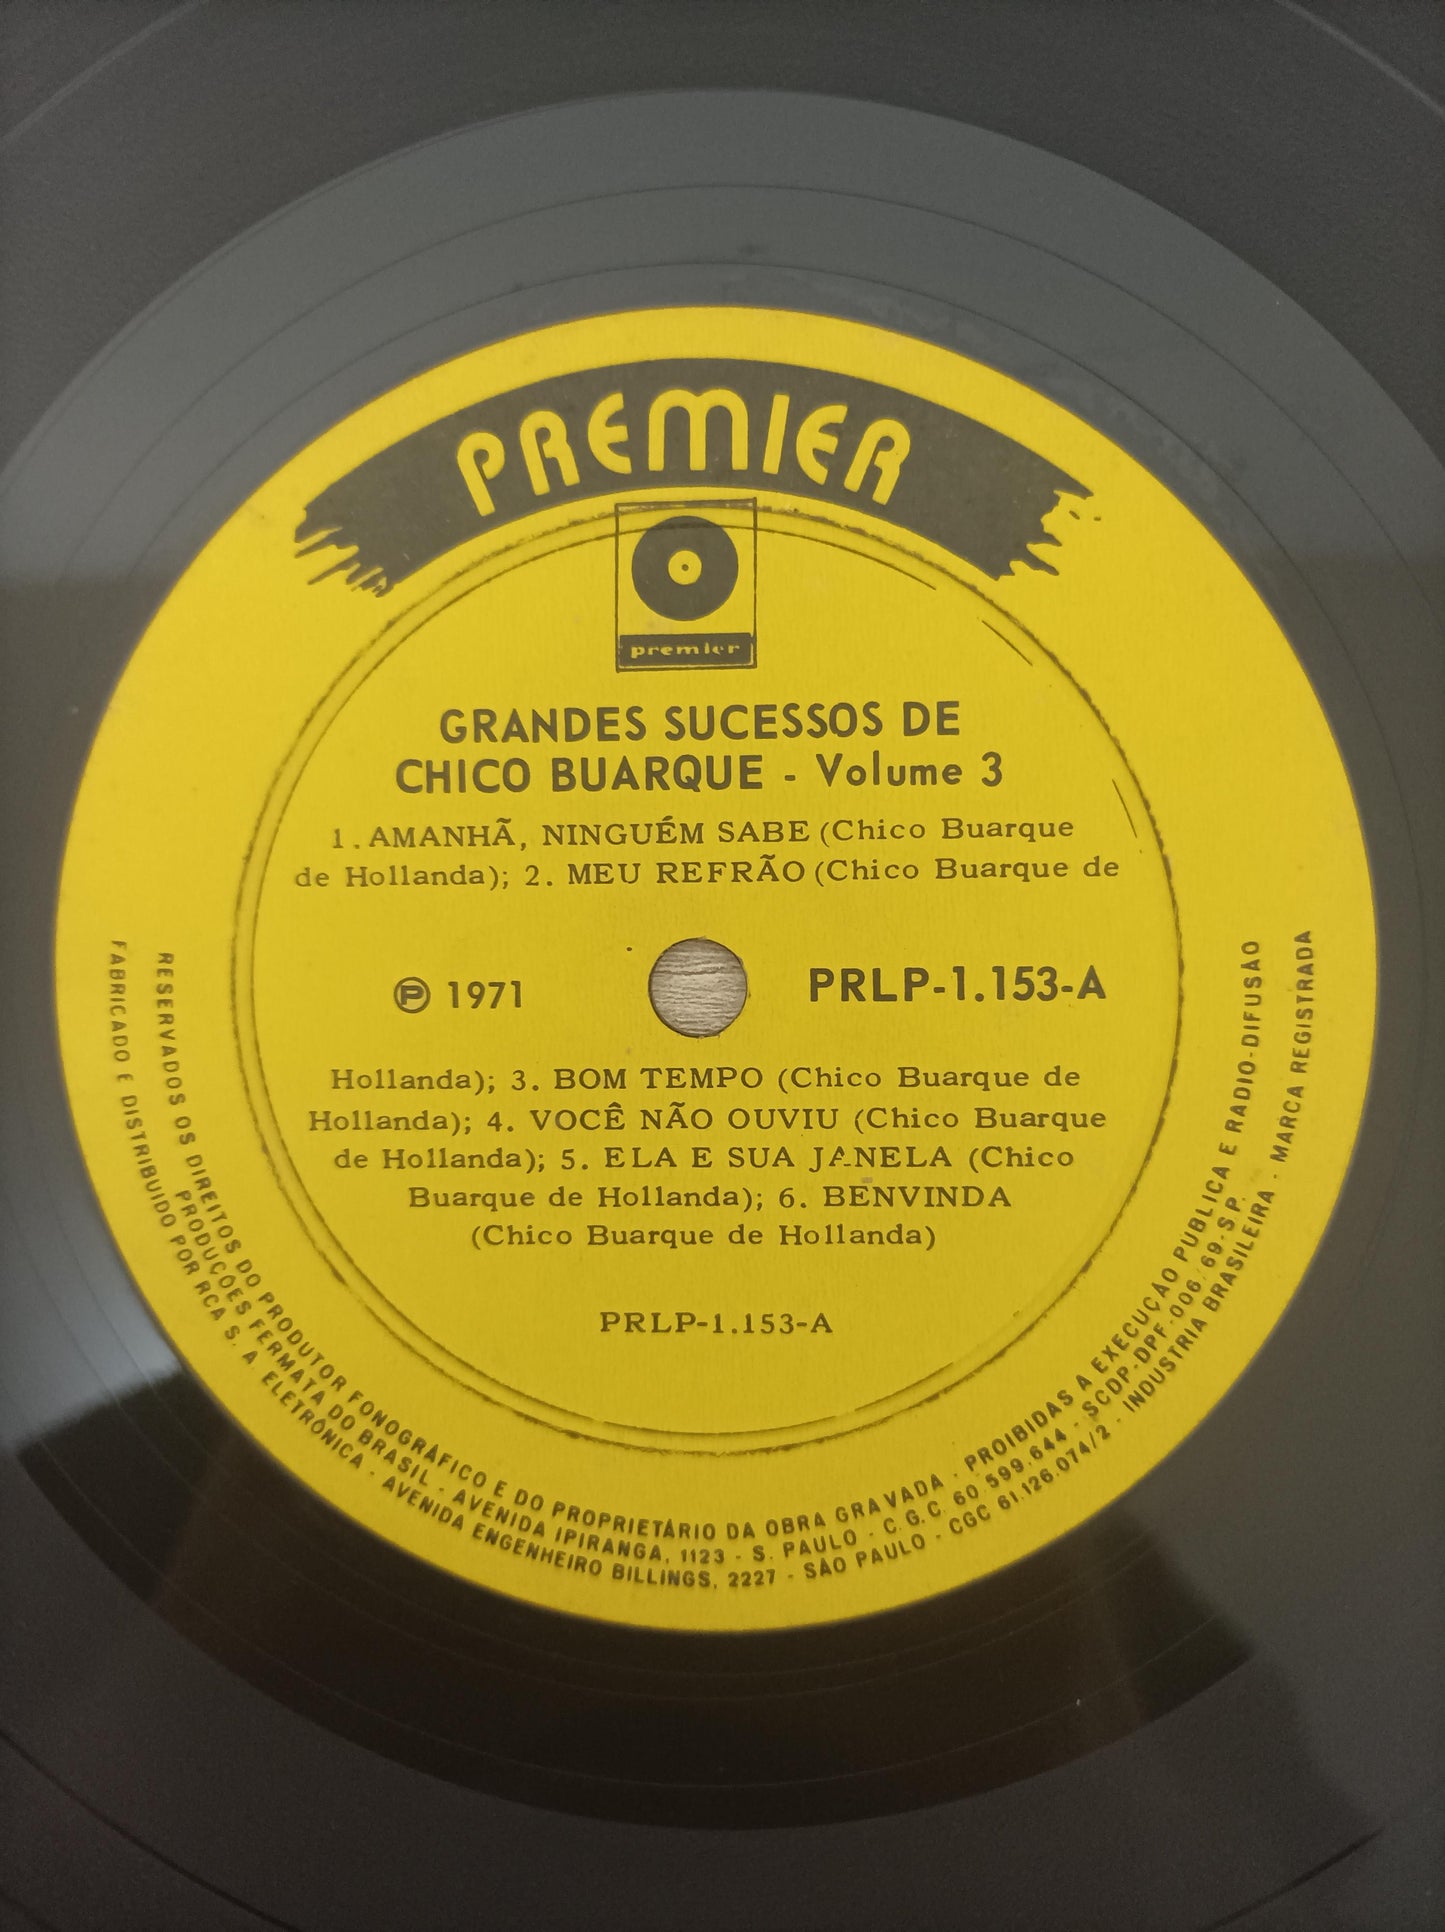 PREMIER
premier
GRANDES SUCESSOS DE
CHICO BUARQUE - Volume 3
1. AMANHÃ, NINGUÉM SABE (Chico Buarque
de Hollanda); 2. MEU REFRÃO (Chico Buarque de
Ⓟ 1971
PRLP-1.153-A
Hollanda); 3. BOM TEMPO (Chico Buarque de
Hollanda); 4. VOCÊ NÃO OUVIU (Chico Buarque
de Hollanda); 5. ELA E SUA JANELA (Chico
Buarque de Hollanda); 6. BENVINDA
(Chico Buarque de Hollanda)
PRLP-1.153-A
RESERVADOS OS DIREITOS DO PRODUTOR FONOGRÁFICO E DO PROPRIETÁRIO DA OBRA GRAVADA - PROIBIDAS A EXECUÇÃO PUBLICA E RADIO-DIFUSÃO
PRODUÇÕES FERMATA DO BRASIL - AVENIDA IPIRANGA, 1123 - S. PAULO - C.G.C. 60.599.644 - SCDP-DPF-006/69-S.P.
FABRICADO E DISTRIBUIDO POR RCA S. A. ELETRÔNICA - AVENIDA ENGENHEIRO BILLINGS, 2227 - SÃO PAULO - CGC 61.126.074/2 - INDUSTRIA BRASILEIRA - MARCA REGISTRADA